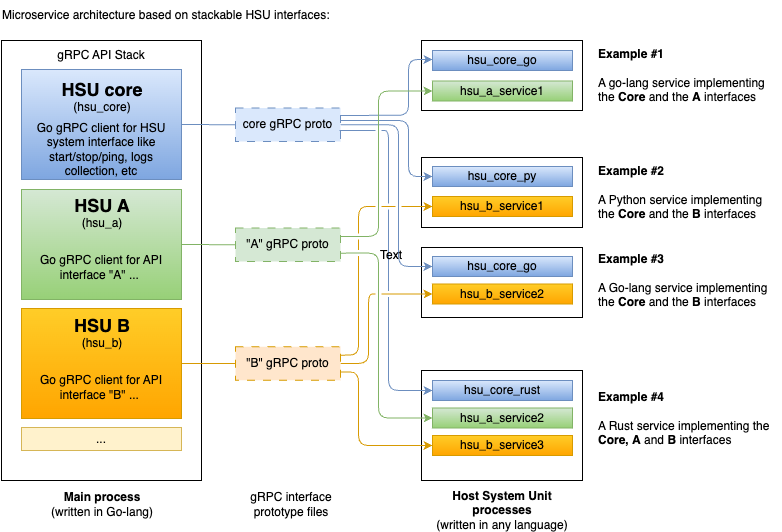 Microservice architecture based on stackable HSU interfaces:
gRPC API Stack
HSU core
(hsu_core)
Go gRPC client for HSU
system interface like
start/stop/ping, logs
collection, etc
HSU A
(hsu_a)
Go gRPC client for API
interface "A" ...
HSU B
(hsu_b)
Go gRPC client for API
interface "B" ...
...
Main process
(written in Go-lang)
core gRPC proto
"A" gRPC proto
Text
"B" gRPC proto
gRPC interface
prototype files
hsu_core_go
hsu_a_service1
hsu_core_py
hsu_b_service1
hsu_core_go
hsu_b_service2
hsu_core_rust
hsu_a_service2
hsu_b_service3
Host System Unit
processes
(written in any language)
Example #1
A go-lang service implementing
the Core and the A interfaces
Example #2
A Python service implementing
the Core and the B interfaces
Example #3
A Go-lang service implementing
the Core and the B interfaces
Example #4
A Rust service implementing the
Core, A and B interfaces